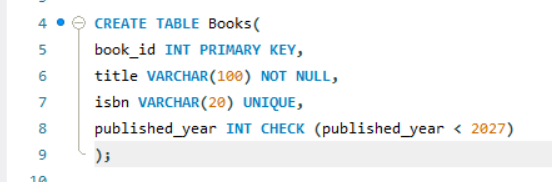 4 CREATE TABLE Books(
5 book_id INT PRIMARY KEY,
6 title VARCHAR(100) NOT NULL,
7 isbn VARCHAR(20) UNIQUE,
8 published_year INT CHECK (published_year < 2027)
9 );
10